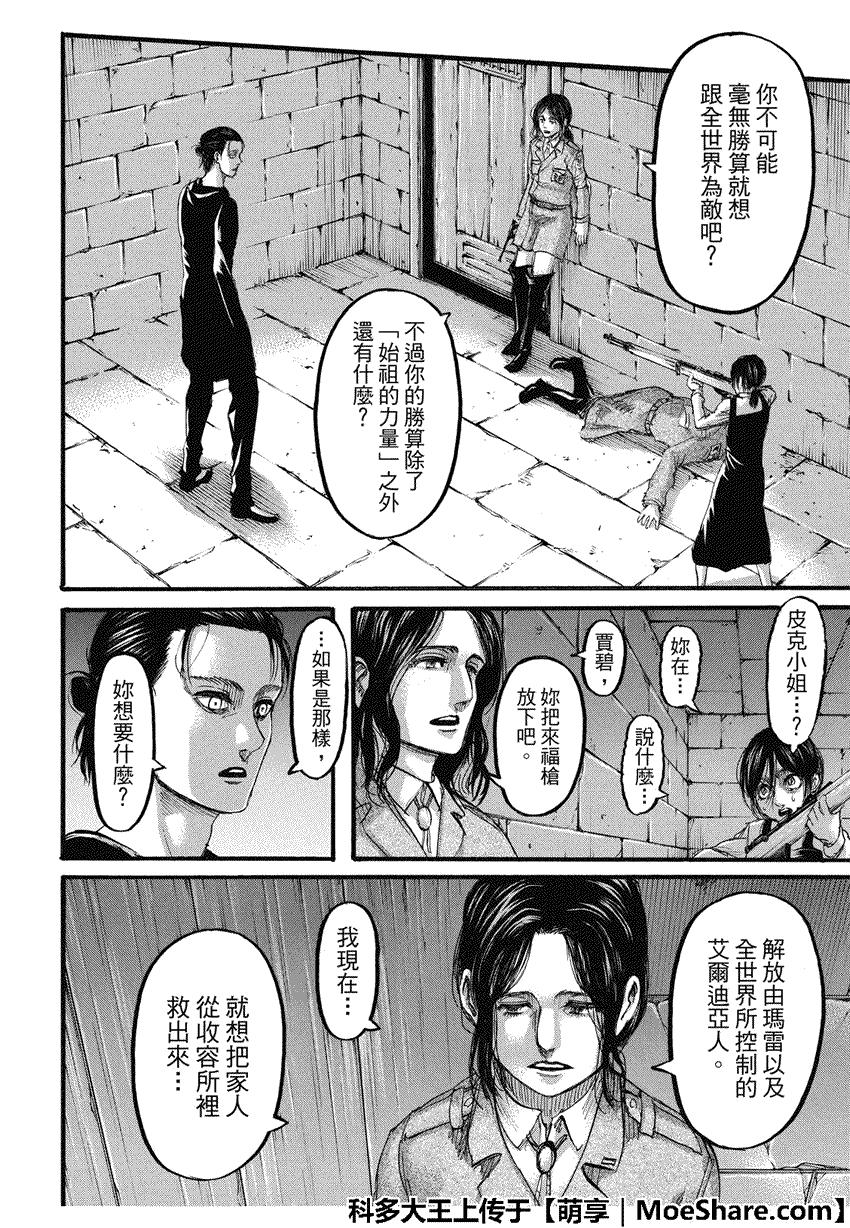 你不可能
毫無勝算就想
跟全世界為敵吧？
不過你的勝算除了
「始祖的力量」之外
還有什麼？
皮克小姐…？
妳在…
說什麼…
賈碧，
妳把來福槍
放下吧。
…如果是那樣，
妳想要什麼？
解放由瑪雷以及
全世界所控制的
艾爾迪亞人。
我現在…
就想把家人
從收容所裡
救出來…
科多大王上传于【萌享｜MoeShare.com】